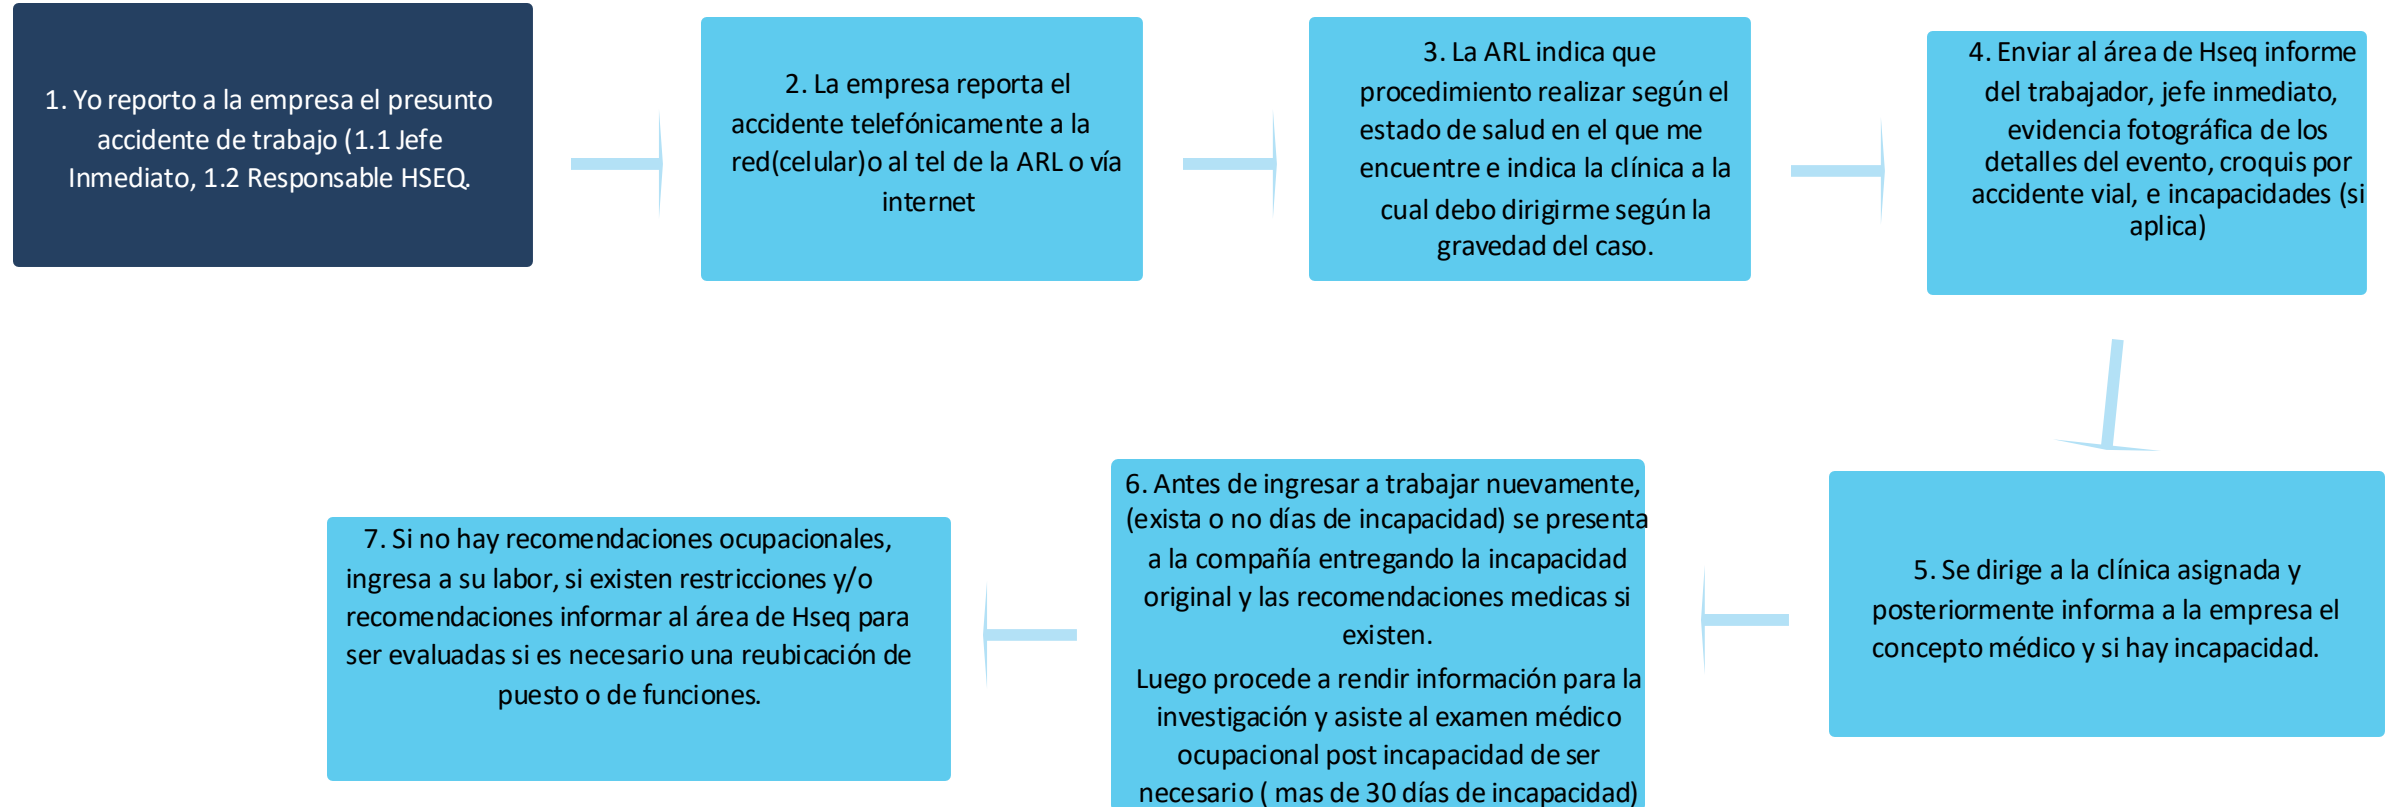 1. Yo reporto a la empresa el presunto
accidente de trabajo (1.1 Jefe
Inmediato, 1.2 Responsable HSEQ.
2. La empresa reporta el
accidente telefónicamente a la
red(celular)o al tel de la ARL o vía
internet
3. La ARL indica que
procedimiento realizar según el
estado de salud en el que me
encuentre e indica la clínica a la
cual debo dirigirme según la
gravedad del caso.
4. Enviar al área de Hseq informe
del trabajador, jefe inmediato,
evidencia fotográfica de los
detalles del evento, croquis por
accidente vial, e incapacidades (si
aplica)
5. Se dirige a la clínica asignada y
posteriormente informa a la empresa el
concepto médico y si hay incapacidad.
6. Antes de ingresar a trabajar nuevamente,
(exista o no días de incapacidad) se presenta
a la compañía entregando la incapacidad
original y las recomendaciones medicas si
existen.
Luego procede a rendir información para la
investigación y asiste al examen médico
ocupacional post incapacidad de ser
necesario ( mas de 30 días de incapacidad)
7. Si no hay recomendaciones ocupacionales,
ingresa a su labor, si existen restricciones y/o
recomendaciones informar al área de Hseq para
ser evaluadas si es necesario una reubicación de
puesto o de funciones.